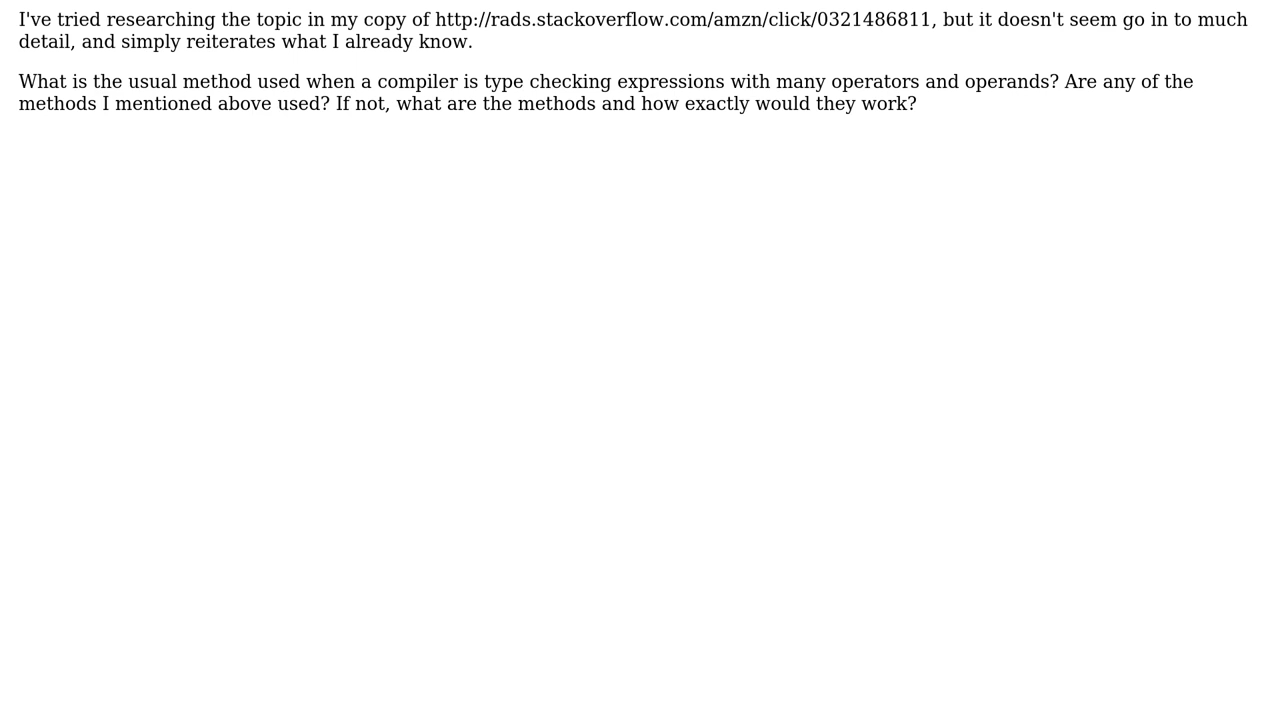 I've tried researching the topic in my copy of http://rads.stackoverflow.com/amzn/click/0321486811, but it doesn't seem go in to much
detail, and simply reiterates what I already know.
What is the usual method used when a compiler is type checking expressions with many operators and operands? Are any of the
methods I mentioned above used? If not, what are the methods and how exactly would they work?